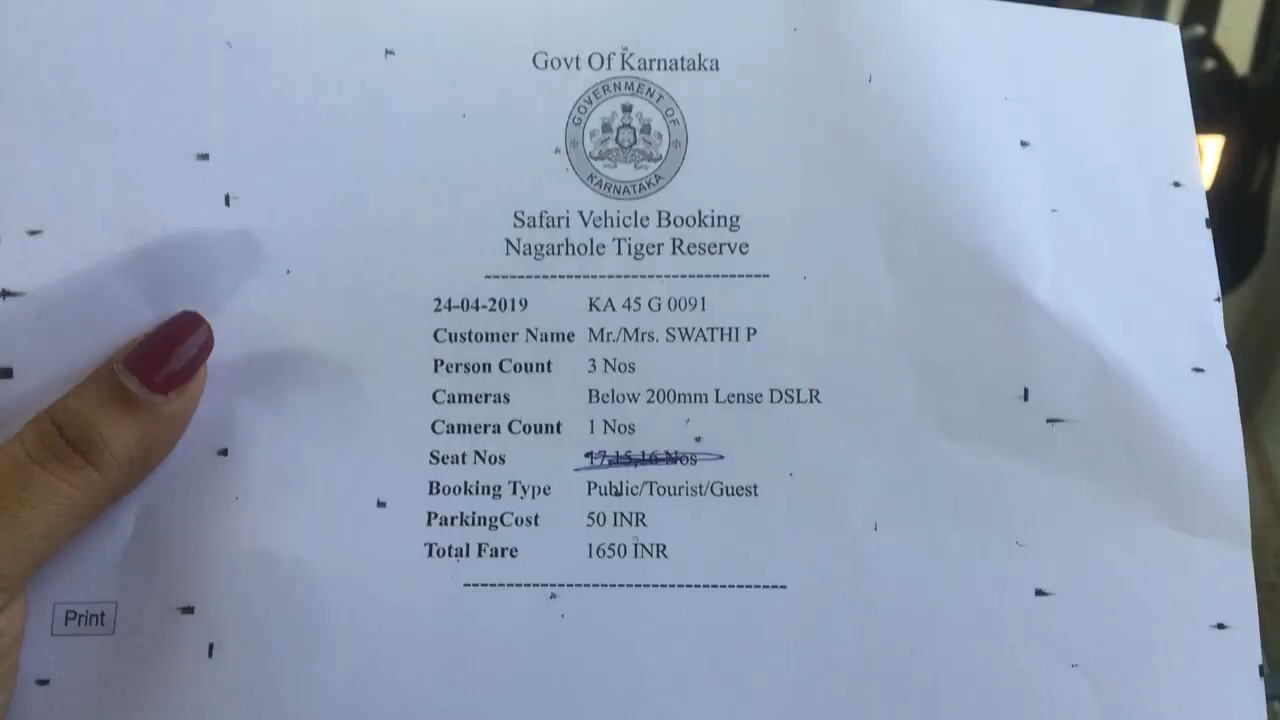 Govt Of Karnataka
GOVERNMENT OF
KARNATAKA
Safari Vehicle Booking
Nagarhole Tiger Reserve
24-04-2019 KA 45 G 0091
Customer Name Mr./Mrs. SWATHI P
Person Count 3 Nos
Cameras Below 200mm Lense DSLR
Camera Count 1 Nos
Seat Nos 17,15,16 Nos
Booking Type Public/Tourist/Guest
ParkingCost 50 INR
Total Fare 1650 INR
Print